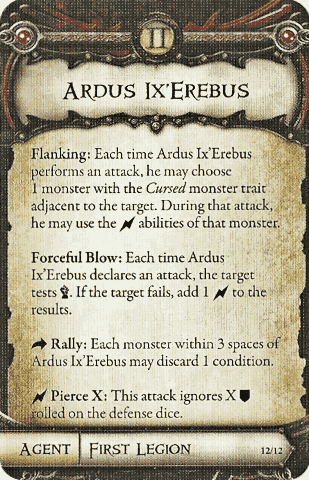 II
ARDUS IX'EREBUS
Flanking: Each time Ardus Ix'Erebus
performs an attack, he may choose
1 monster with the Cursed monster trait
adjacent to the target. During that attack,
he may use the abilities of that monster.
Forceful Blow: Each time Ardus
Ix'Erebus declares an attack, the target
tests . If the target fails, add 1 to the
results.
Rally: Each monster within 3 spaces of
Ardus Ix'Erebus may discard 1 condition.
Pierce X: This attack ignores X
rolled on the defense dice.
AGENT FIRST LEGION 12/12